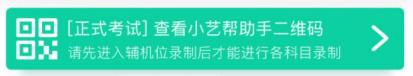 [正式考试] 查看小艺帮助手二维码
请先进入辅机位录制后才能进行各科目录制